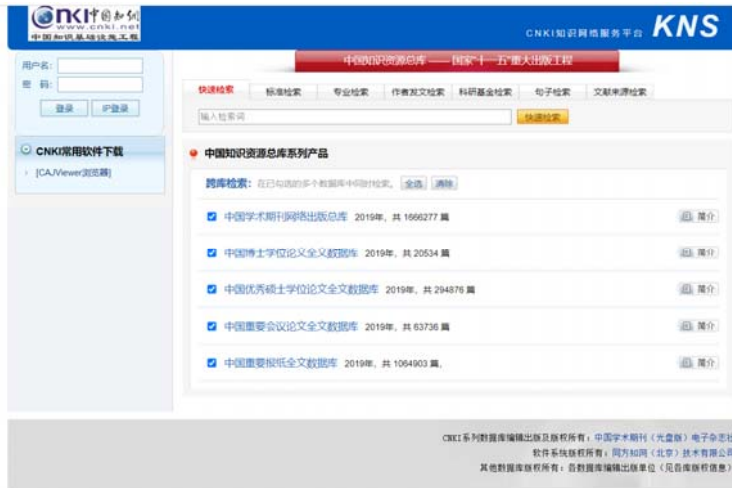 cnki中国知网
www.cnki.net
中国知识基础设施工程
CNKI知识网络服务平台 KNS
用户名:
密 码:
登录 IP登录
中国知识资源总库 —— 国家“十一五”重大出版工程
快速检索 标准检索 专业检索 作者发文检索 科研基金检索 句子检索 文献来源检索
输入检索词 快速检索
CNKI常用软件下载
[CAJViewer浏览器]
中国知识资源总库系列产品
跨库检索: 在已勾选的多个数据库中同时检索。 全选 清除
中国学术期刊网络出版总库 2019年, 共 1666277 篇 简介
中国博士学位论文全文数据库 2019年, 共 20534 篇 简介
中国优秀硕士学位论文全文数据库 2019年, 共 294876 篇 简介
中国重要会议论文全文数据库 2019年, 共 63736 篇 简介
中国重要报纸全文数据库 2019年, 共 1064903 篇, 简介
CNKI系列数据库编辑出版及版权所有: 中国学术期刊（光盘版）电子杂志社
软件系统版权所有: 同方知网（北京）技术有限公司
其他数据库版权所有: 各数据库编辑出版单位（见各库版权信息）